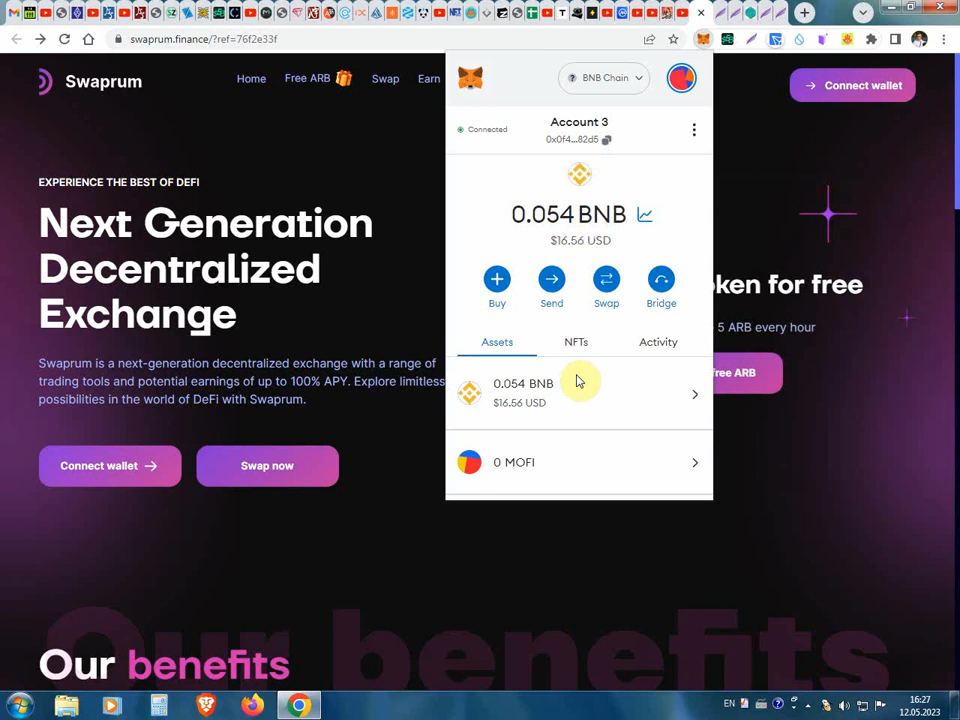 swaprum.finance/?ref=76f2e33f
Swaprum
Home
Free ARB
Swap
Earn
Connect wallet
BNB Chain
Connected
Account 3
0x0f4...82d5
0.054 BNB
$16.56 USD
Buy
Send
Swap
Bridge
Assets
NFTs
Activity
0.054 BNB
$16.56 USD
0 MOFI
EXPERIENCE THE BEST OF DEFI
Next Generation
Decentralized
Exchange
Swaprum is a next-generation decentralized exchange with a range of
trading tools and potential earnings of up to 100% APY. Explore limitless
possibilities in the world of DeFi with Swaprum.
Connect wallet
Swap now
for free
5 ARB every hour
free ARB
Our benefits
Our benefits
EN
16:27
12.05.2023